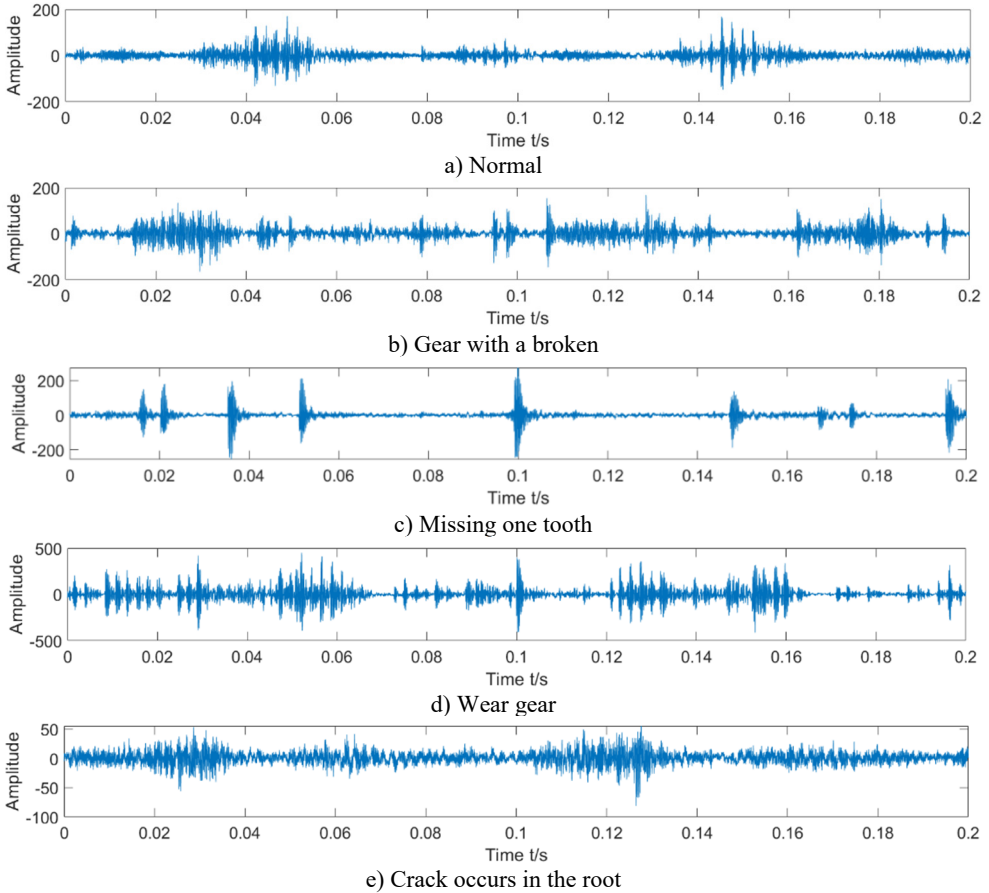 200
Amplitude
0
-200
0 0.02 0.04 0.06 0.08 0.1 0.12 0.14 0.16 0.18 0.2
Time t/s
a) Normal
200
Amplitude
0
-200
0 0.02 0.04 0.06 0.08 0.1 0.12 0.14 0.16 0.18 0.2
Time t/s
b) Gear with a broken
200
Amplitude
0
-200
0 0.02 0.04 0.06 0.08 0.1 0.12 0.14 0.16 0.18 0.2
Time t/s
c) Missing one tooth
500
Amplitude
0
-500
0 0.02 0.04 0.06 0.08 0.1 0.12 0.14 0.16 0.18 0.2
Time t/s
d) Wear gear
50
Amplitude
0
-50
-100
0 0.02 0.04 0.06 0.08 0.1 0.12 0.14 0.16 0.18 0.2
Time t/s
e) Crack occurs in the root